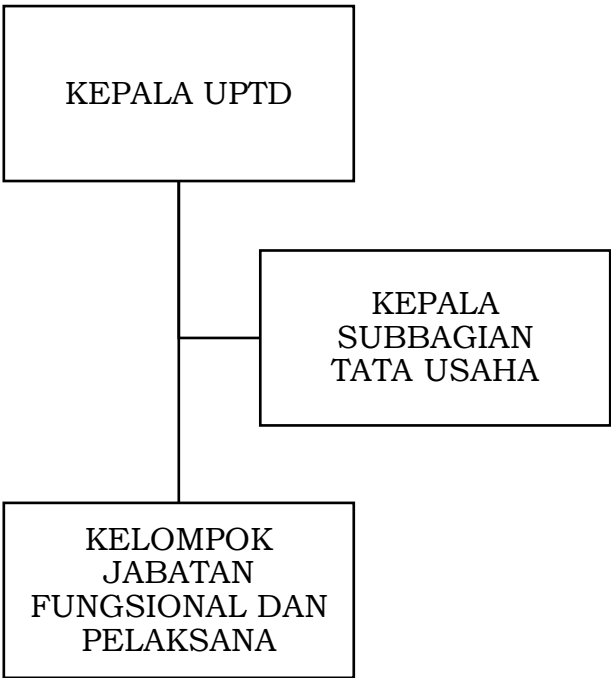 KEPALA UPTD
KEPALA
SUBBAGIAN
TATA USAHA
KELOMPOK
JABATAN
FUNGSIONAL DAN
PELAKSANA